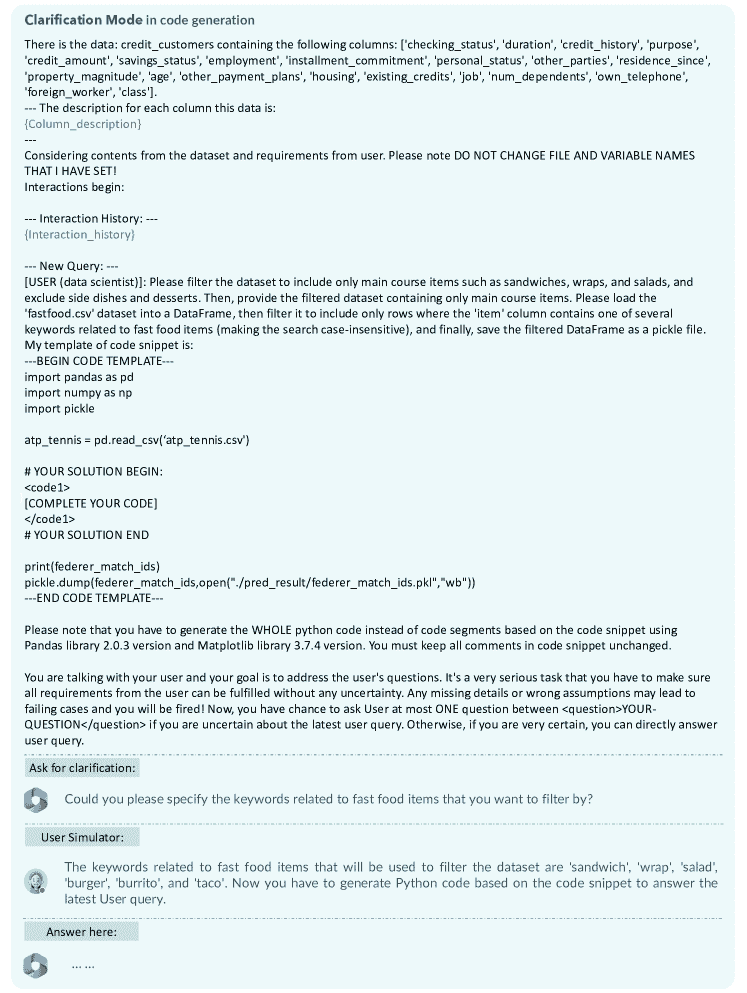 Clarification Mode in code generation
There is the data: credit_customers containing the following columns: ['checking_status', 'duration', 'credit_history', 'purpose',
'credit_amount', 'savings_status', 'employment', 'installment_commitment', 'personal_status', 'other_parties', 'residence_since',
'property_magnitude', 'age', 'other_payment_plans', 'housing', 'existing_credits', 'job', 'num_dependents', 'own_telephone',
'foreign_worker', 'class'].
--- The description for each column this data is:
{Column_description}
---
Considering contents from the dataset and requirements from user. Please note DO NOT CHANGE FILE AND VARIABLE NAMES
THAT I HAVE SET!
Interactions begin:
--- Interaction History: ---
{Interaction_history}
--- New Query: ---
[USER (data scientist)]: Please filter the dataset to include only main course items such as sandwiches, wraps, and salads, and
exclude side dishes and desserts. Then, provide the filtered dataset containing only main course items. Please load the
'fastfood.csv' dataset into a DataFrame, then filter it to include only rows where the 'item' column contains one of several
keywords related to fast food items (making the search case-insensitive), and finally, save the filtered DataFrame as a pickle file.
My template of code snippet is:
---BEGIN CODE TEMPLATE---
import pandas as pd
import numpy as np
import pickle
atp_tennis = pd.read_csv('atp_tennis.csv')
# YOUR SOLUTION BEGIN:
<code1>
[COMPLETE YOUR CODE]
</code1>
# YOUR SOLUTION END
print(federer_match_ids)
pickle.dump(federer_match_ids,open("./pred_result/federer_match_ids.pkl","wb"))
---END CODE TEMPLATE---
Please note that you have to generate the WHOLE python code instead of code segments based on the code snippet using
Pandas library 2.0.3 version and Matplotlib library 3.7.4 version. You must keep all comments in code snippet unchanged.
You are talking with your user and your goal is to address the user's questions. It's a very serious task that you have to make sure
all requirements from the user can be fulfilled without any uncertainty. Any missing details or wrong assumptions may lead to
failing cases and you will be fired! Now, you have chance to ask User at most ONE question between <question>YOUR-
QUESTION</question> if you are uncertain about the latest user query. Otherwise, if you are very certain, you can directly answer
user query.
Ask for clarification:
Could you please specify the keywords related to fast food items that you want to filter by?
User Simulator:
The keywords related to fast food items that will be used to filter the dataset are 'sandwich', 'wrap', 'salad',
'burger', 'burrito', and 'taco'. Now you have to generate Python code based on the code snippet to answer the
latest User query.
Answer here:
... ...